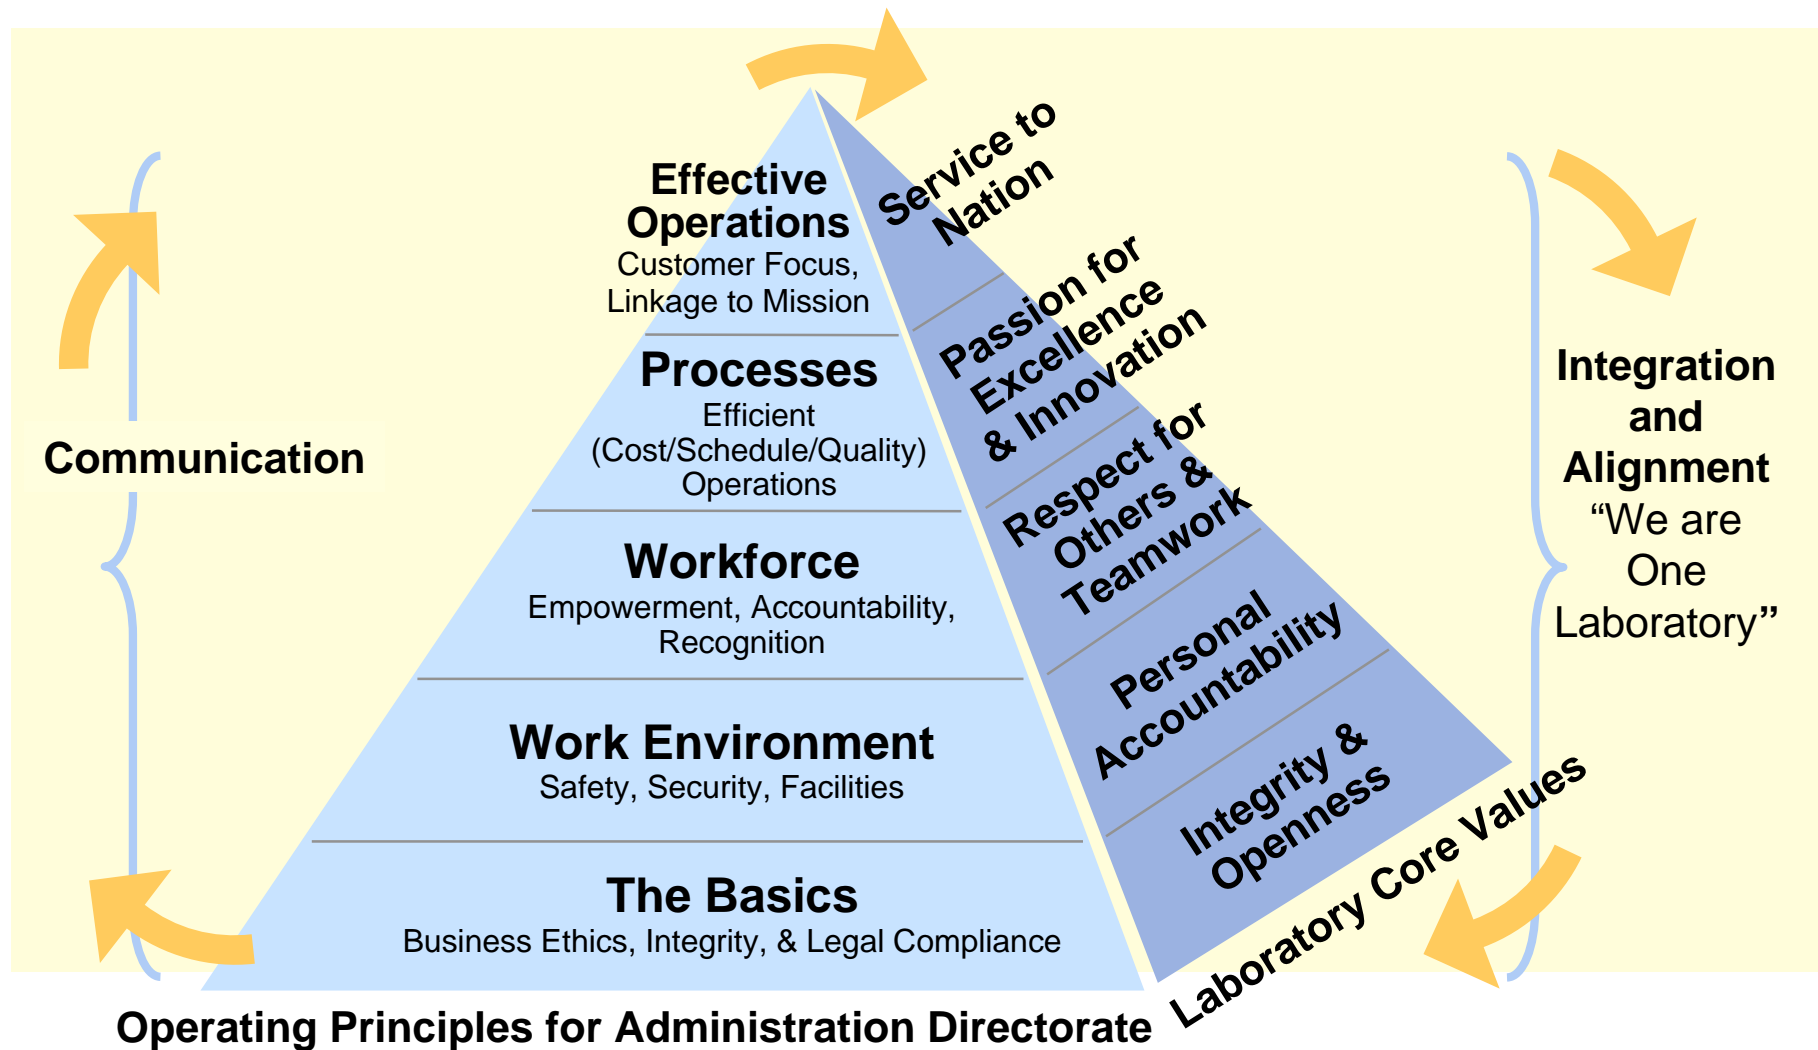 Effective
Operations
Customer Focus,
Linkage to Mission
Processes
Efficient
(Cost/Schedule/Quality)
Operations
Workforce
Empowerment, Accountability,
Recognition
Work Environment
Safety, Security, Facilities
The Basics
Business Ethics, Integrity, & Legal Compliance
Operating Principles for Administration Directorate
Service to
Nation
Passion for
Excellence
& Innovation
Respect for
Others &
Teamwork
Personal
Accountability
Integrity &
Openness
Laboratory Core Values
Communication
Integration
and
Alignment
“We are
One
Laboratory”